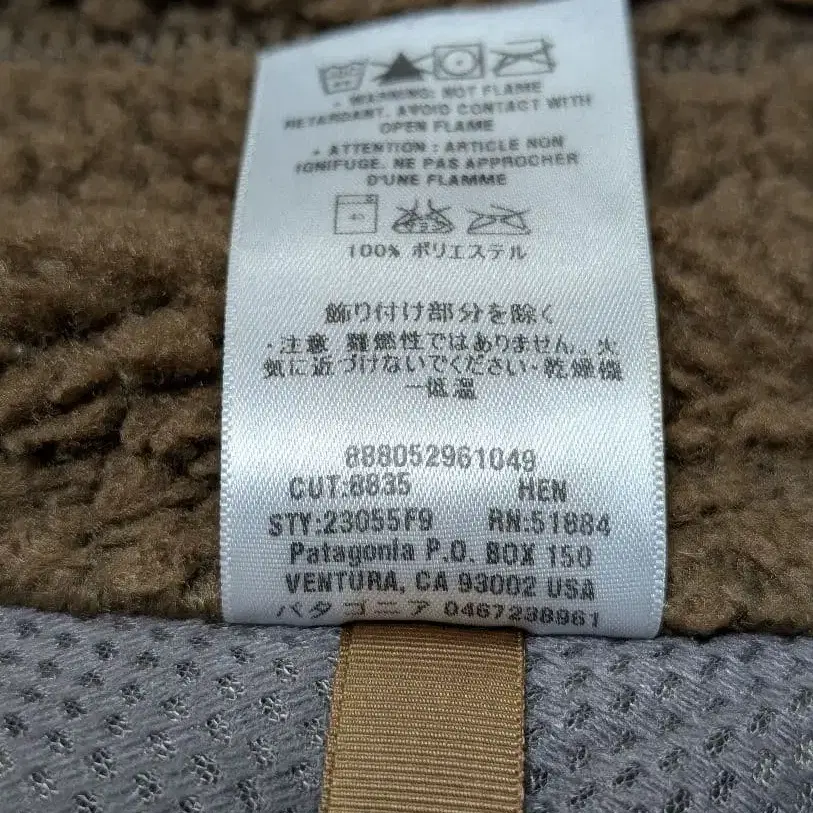 • WARNING: NOT FLAME
RETARDANT. AVOID CONTACT WITH
OPEN FLAME
• ATTENTION : ARTICLE NON
IGNIFUGE. NE PAS APPROCHER
D'UNE FLAMME
100% ポリエステル
飾り付け部分を除く
・注意 難燃性ではありません。火
気に近づけないでください・乾燥機
一低温
888052961049
CUT:8835 HEN
STY:23055F9 RN:51884
Patagonia P.O. BOX 150
VENTURA, CA 93002 USA
パタゴニア 0467238961